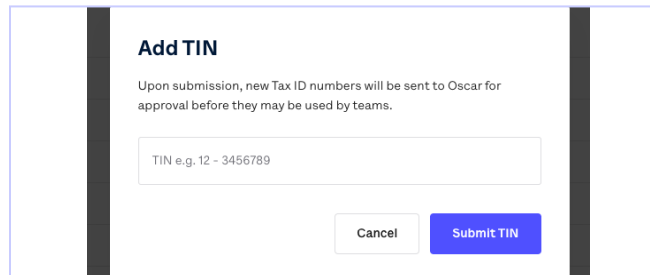 Add TIN
Upon submission, new Tax ID numbers will be sent to Oscar for
approval before they may be used by teams.
TIN e.g. 12 – 3456789
Cancel
Submit TIN